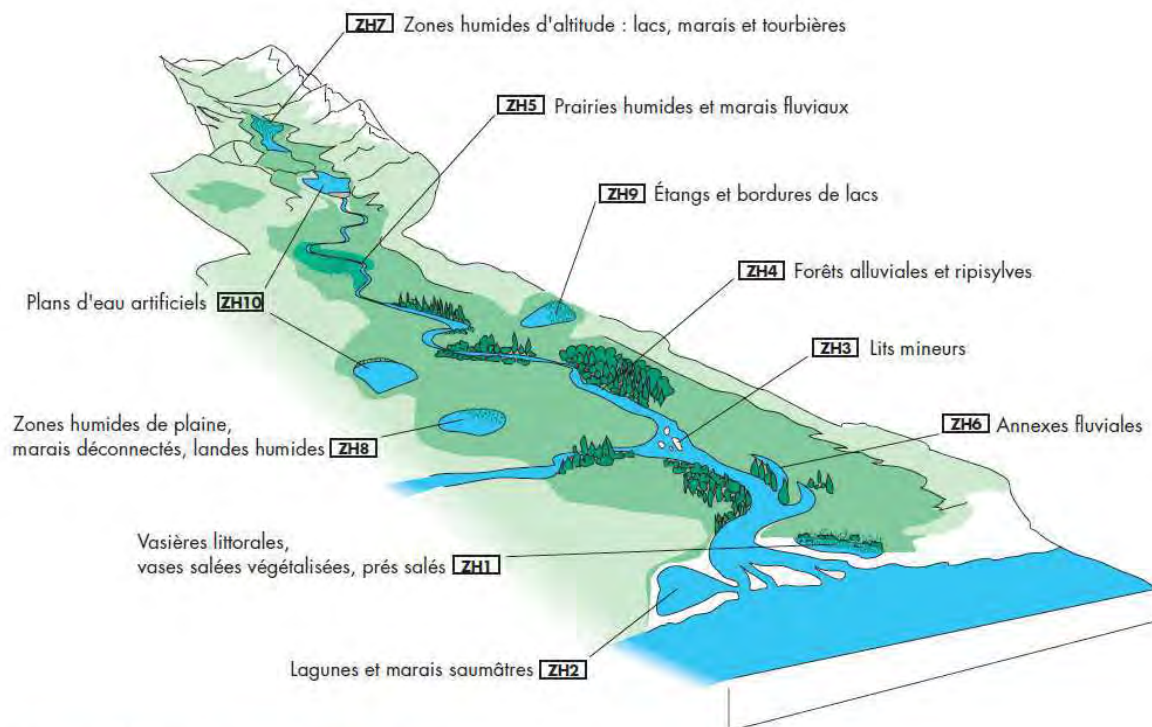 ZH7 Zones humides d'altitude : lacs, marais et tourbières
ZH5 Prairies humides et marais fluviaux
ZH9 Étangs et bordures de lacs
ZH4 Forêts alluviales et ripisylves
Plans d'eau artificiels ZH10
ZH3 Lits mineurs
Zones humides de plaine,
marais déconnectés, landes humides ZH8
ZH6 Annexes fluviales
Vasières littorales,
vases salées végétalisées, prés salés ZH1
Lagunes et marais saumâtres ZH2